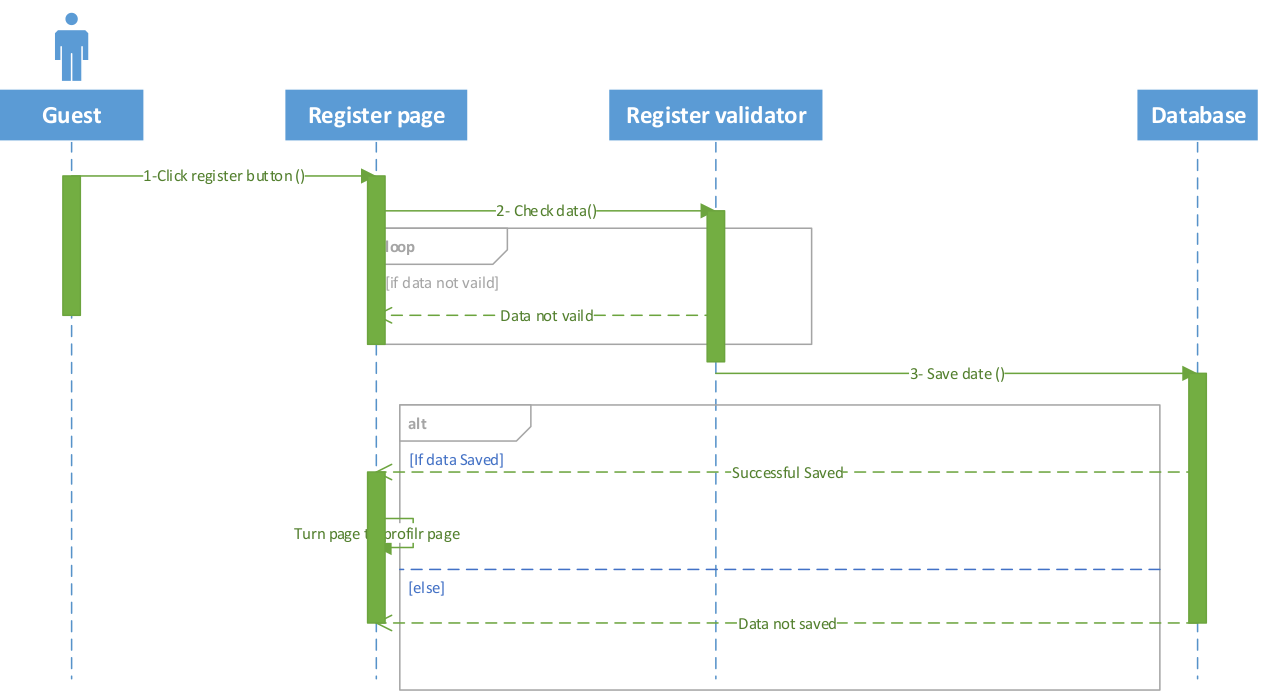 Guest
Register page
Register validator
Database
1-Click register button ()
2- Check data()
loop
[if data not vaild]
Data not vaild
3- Save date ()
alt
[If data Saved]
Successful Saved
Turn page t profilr page
[else]
Data not saved